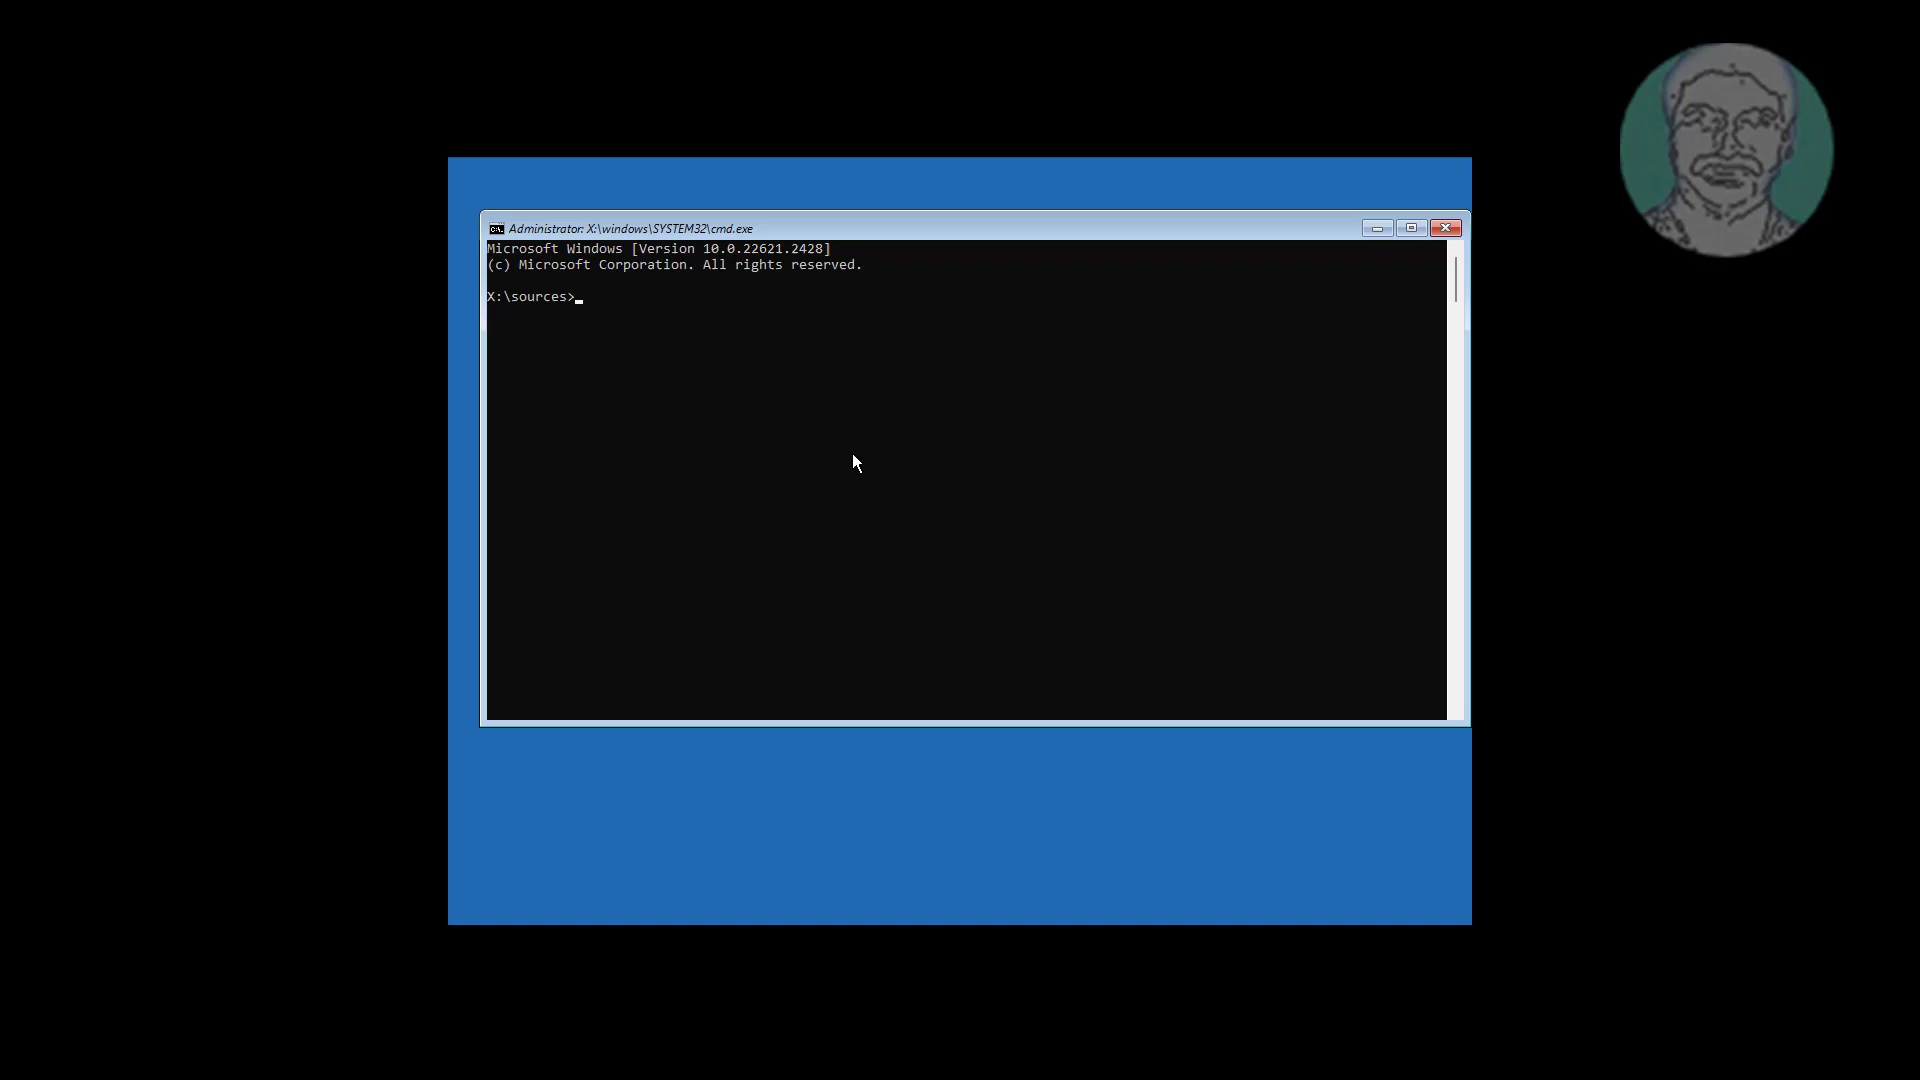 Administrator: X:\windows\SYSTEM32\cmd.exe
Microsoft Windows [Version 10.0.22621.2428]
(c) Microsoft Corporation. All rights reserved.
X:\sources>